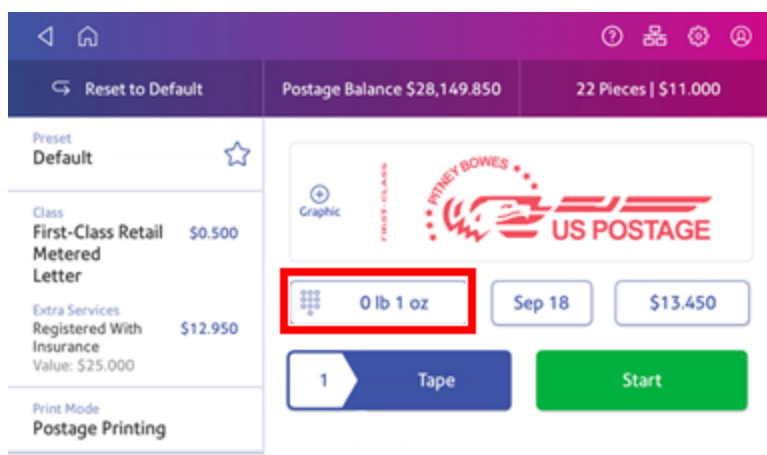 Reset to Default
Postage Balance $28,149.850
22 Pieces | $11.000
Preset
Default
Class
First-Class Retail $0.500
Metered
Letter
Extra Services
Registered With $12.950
Insurance
Value: $25.000
Print Mode
Postage Printing
Graphic
FIRST-CLASS
PITNEY BOWES
US POSTAGE
0 lb 1 oz
Sep 18
$13.450
1 Tape
Start